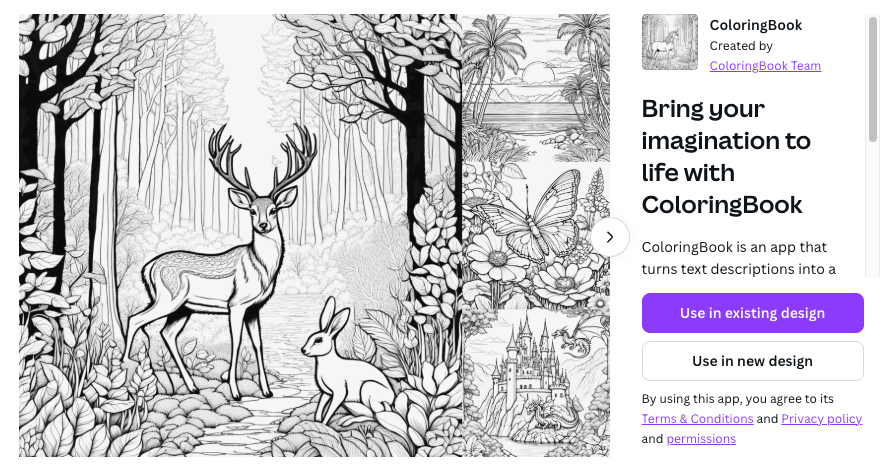 ColoringBook
Created by
ColoringBook Team
Bring your
imagination to
life with
ColoringBook
ColoringBook is an app that
turns text descriptions into a
Use in existing design
Use in new design
By using this app, you agree to its
Terms & Conditions and Privacy policy
and permissions